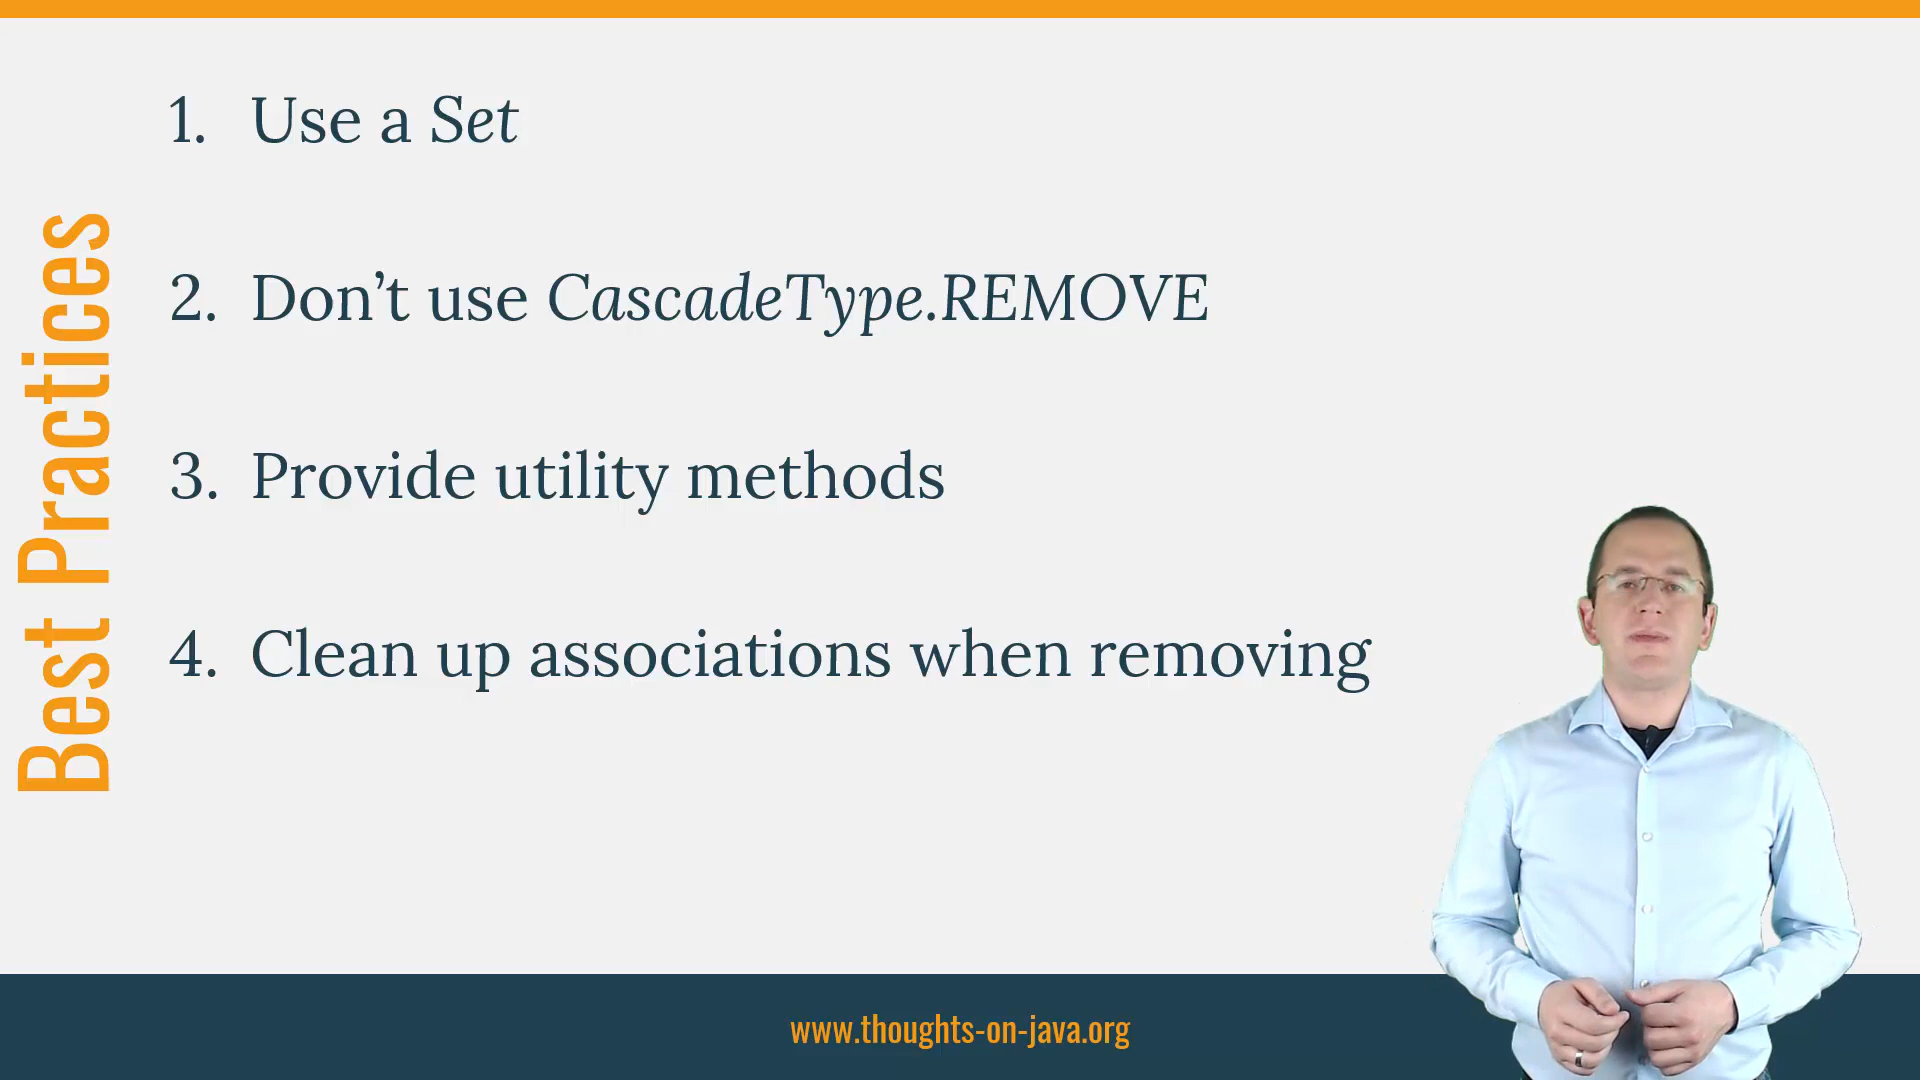 Best Practices
1. Use a Set
2. Don’t use CascadeType.REMOVE
3. Provide utility methods
4. Clean up associations when removing
www.thoughts-on-java.org